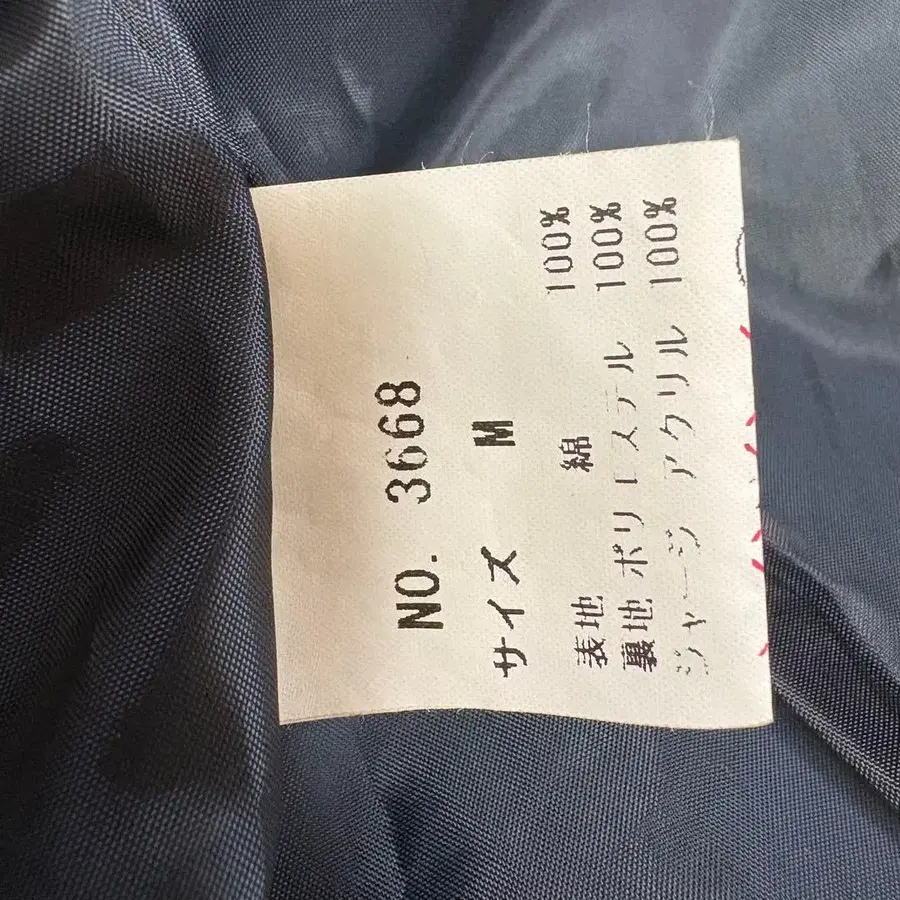 NO. 3668
サイズ M
表地 綿 100%
裏地 ポリエステル 100%
ジャージ アクリル 100%